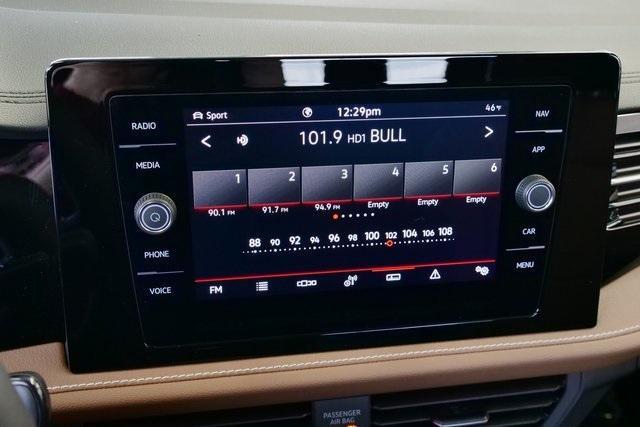 Sport 12:29pm 46°F
RADIO NAV
< 101.9 HD1 BULL >
MEDIA APP
1 2 3 4 5 6
90.1 FM 91.7 FM 94.9 FM Empty Empty Empty
88 90 92 94 96 98 100 102 104 106 108
PHONE CAR
VOICE MENU
FM
PASSENGER
AIR BAG